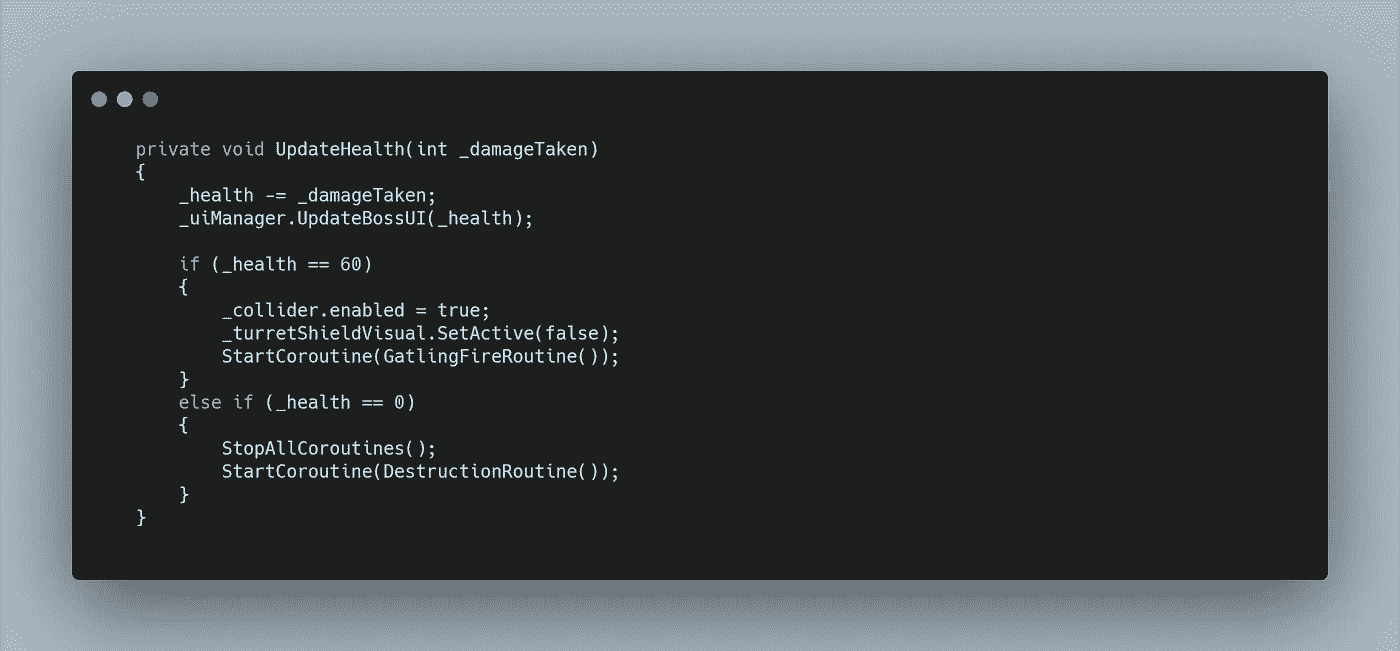 private void UpdateHealth(int _damageTaken)
{
    _health -= _damageTaken;
    _uiManager.UpdateBossUI(_health);

    if (_health == 60)
    {
        _collider.enabled = true;
        _turretShieldVisual.SetActive(false);
        StartCoroutine(GatlingFireRoutine());
    }
    else if (_health == 0)
    {
        StopAllCoroutines();
        StartCoroutine(DestructionRoutine());
    }
}